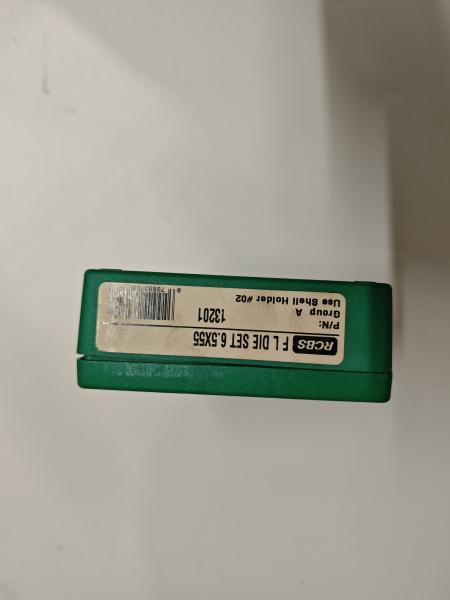 RCBS F L DIE SET 6.5X55
P/N: 13201
Group A
Use Shell Holder #02